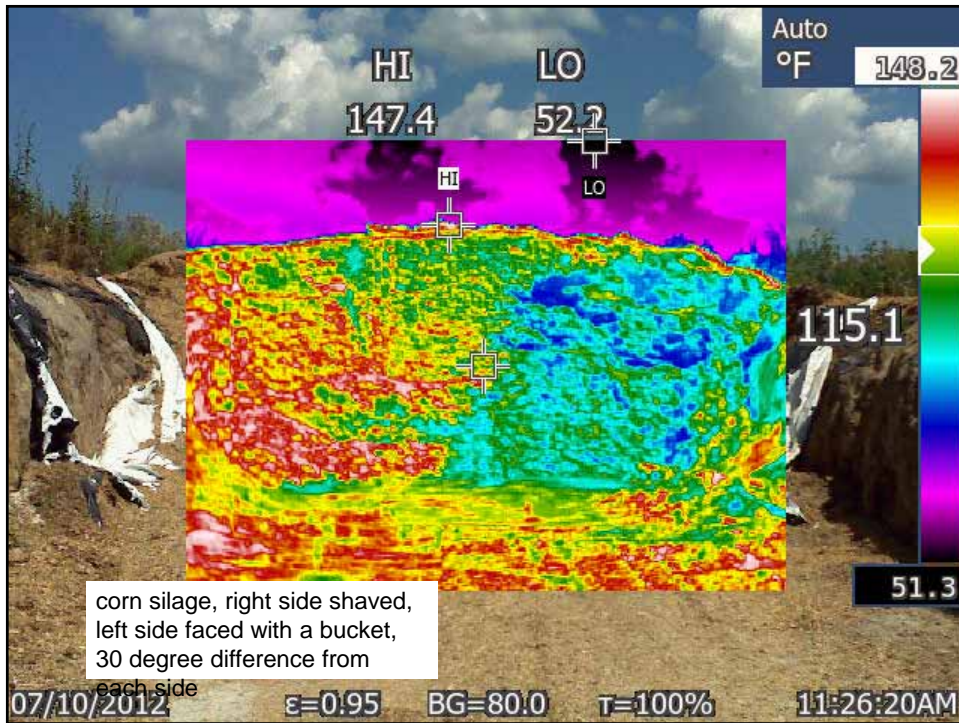 Auto
°F 148.2
HI LO
147.4 52.2
HI
LO
115.1
51.3
corn silage, right side shaved,
left side faced with a bucket,
30 degree difference from
each side
07/10/2012 ε=0.95 BG=80.0 τ=100% 11:26:20AM